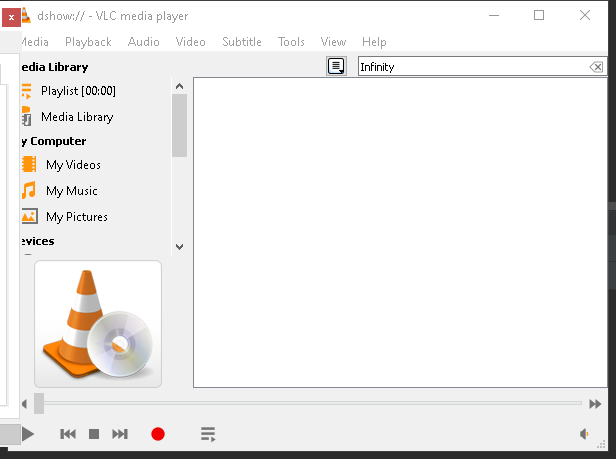 x
dshow:// - VLC media player
Media Playback Audio Video Subtitle Tools View Help
edia Library
Infinity
Playlist [00:00]
Media Library
y Computer
My Videos
My Music
My Pictures
evices